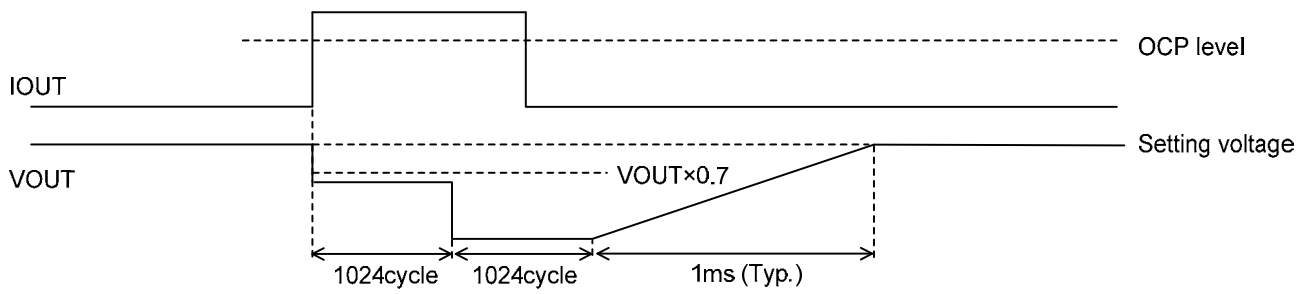 OCP level
IOUT
Setting voltage
VOUT
VOUT×0.7
1024cycle
1024cycle
1ms (Typ.)